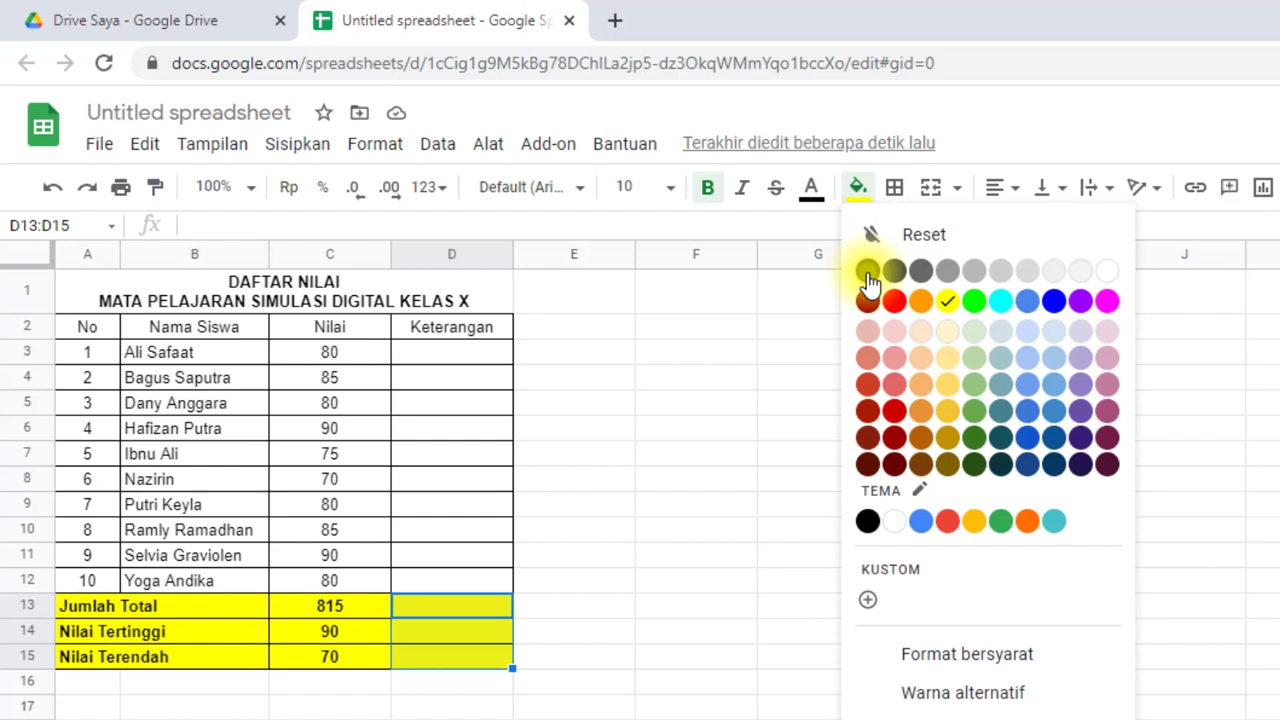 Drive Saya - Google Drive
Untitled spreadsheet - Google Sp
docs.google.com/spreadsheets/d/1cCig1g9M5kBg78DChILa2jp5-dz3OkqWMmYqo1bccXo/edit#gid=0
Untitled spreadsheet
File Edit Tampilan Sisipkan Format Data Alat Add-on Bantuan Terakhir diedit beberapa detik lalu
100% Rp % .0 .00 123 Default (Ari... 10 B I S A
D13:D15 fx
Reset
A B C D E F G J
1 DAFTAR NILAI
MATA PELAJARAN SIMULASI DIGITAL KELAS X
2 No Nama Siswa Nilai Keterangan
3 1 Ali Safaat 80
4 2 Bagus Saputra 85
5 3 Dany Anggara 80
6 4 Hafizan Putra 90
7 5 Ibnu Ali 75
8 6 Nazirin 70
TEMA
9 7 Putri Keyla 80
10 8 Ramly Ramadhan 85
11 9 Selvia Graviolen 90
KUSTOM
12 10 Yoga Andika 80
13 Jumlah Total 815
14 Nilai Tertinggi 90
15 Nilai Terendah 70
Format bersyarat
16
Warna alternatif
17